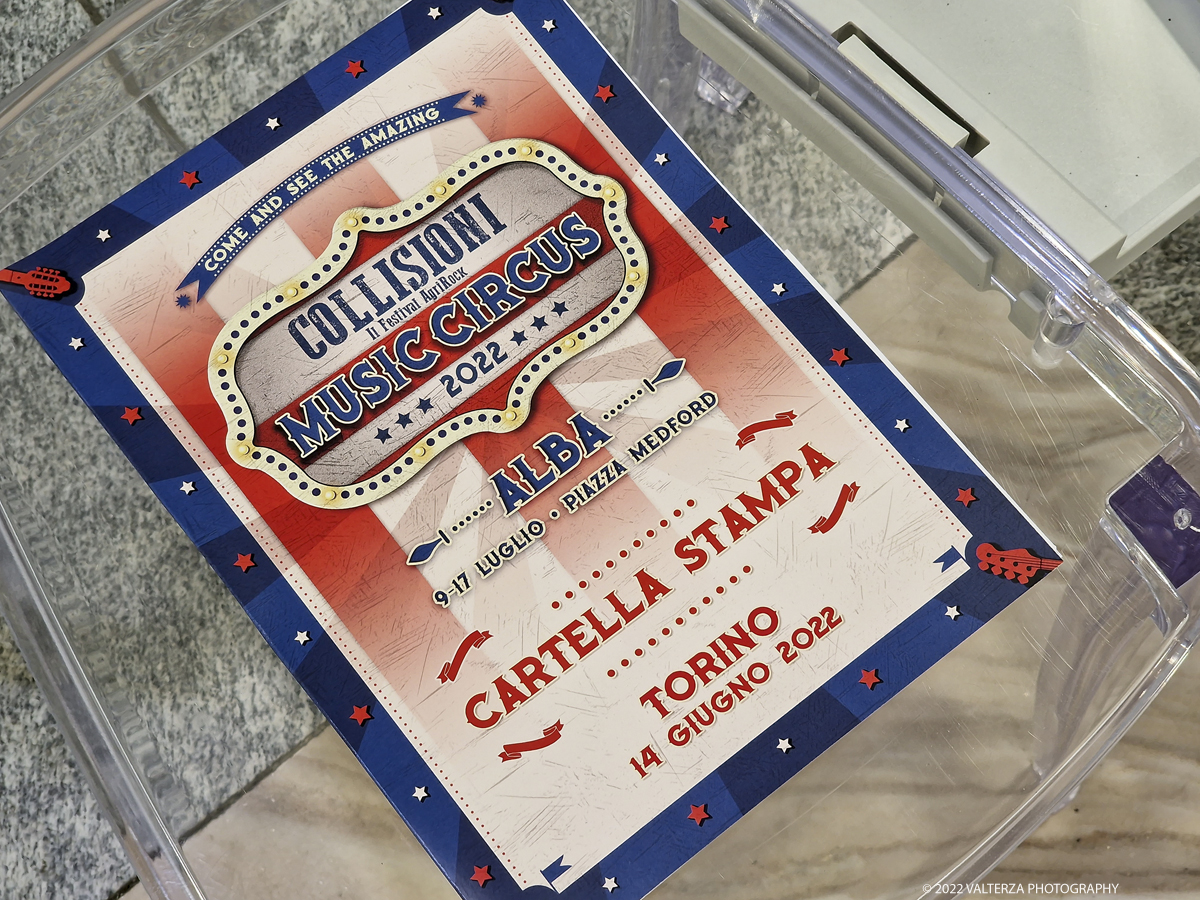 COME AND SEE THE AMAZING
COLLISIONI
Il Festival AgriRock
MUSIC CIRCUS
2022
ALBA
9-17 LUGLIO • PIAZZA MEDFORD
CARTELLA STAMPA
TORINO
14 GIUGNO 2022
© 2022 VALTERZA PHOTOGRAPHY